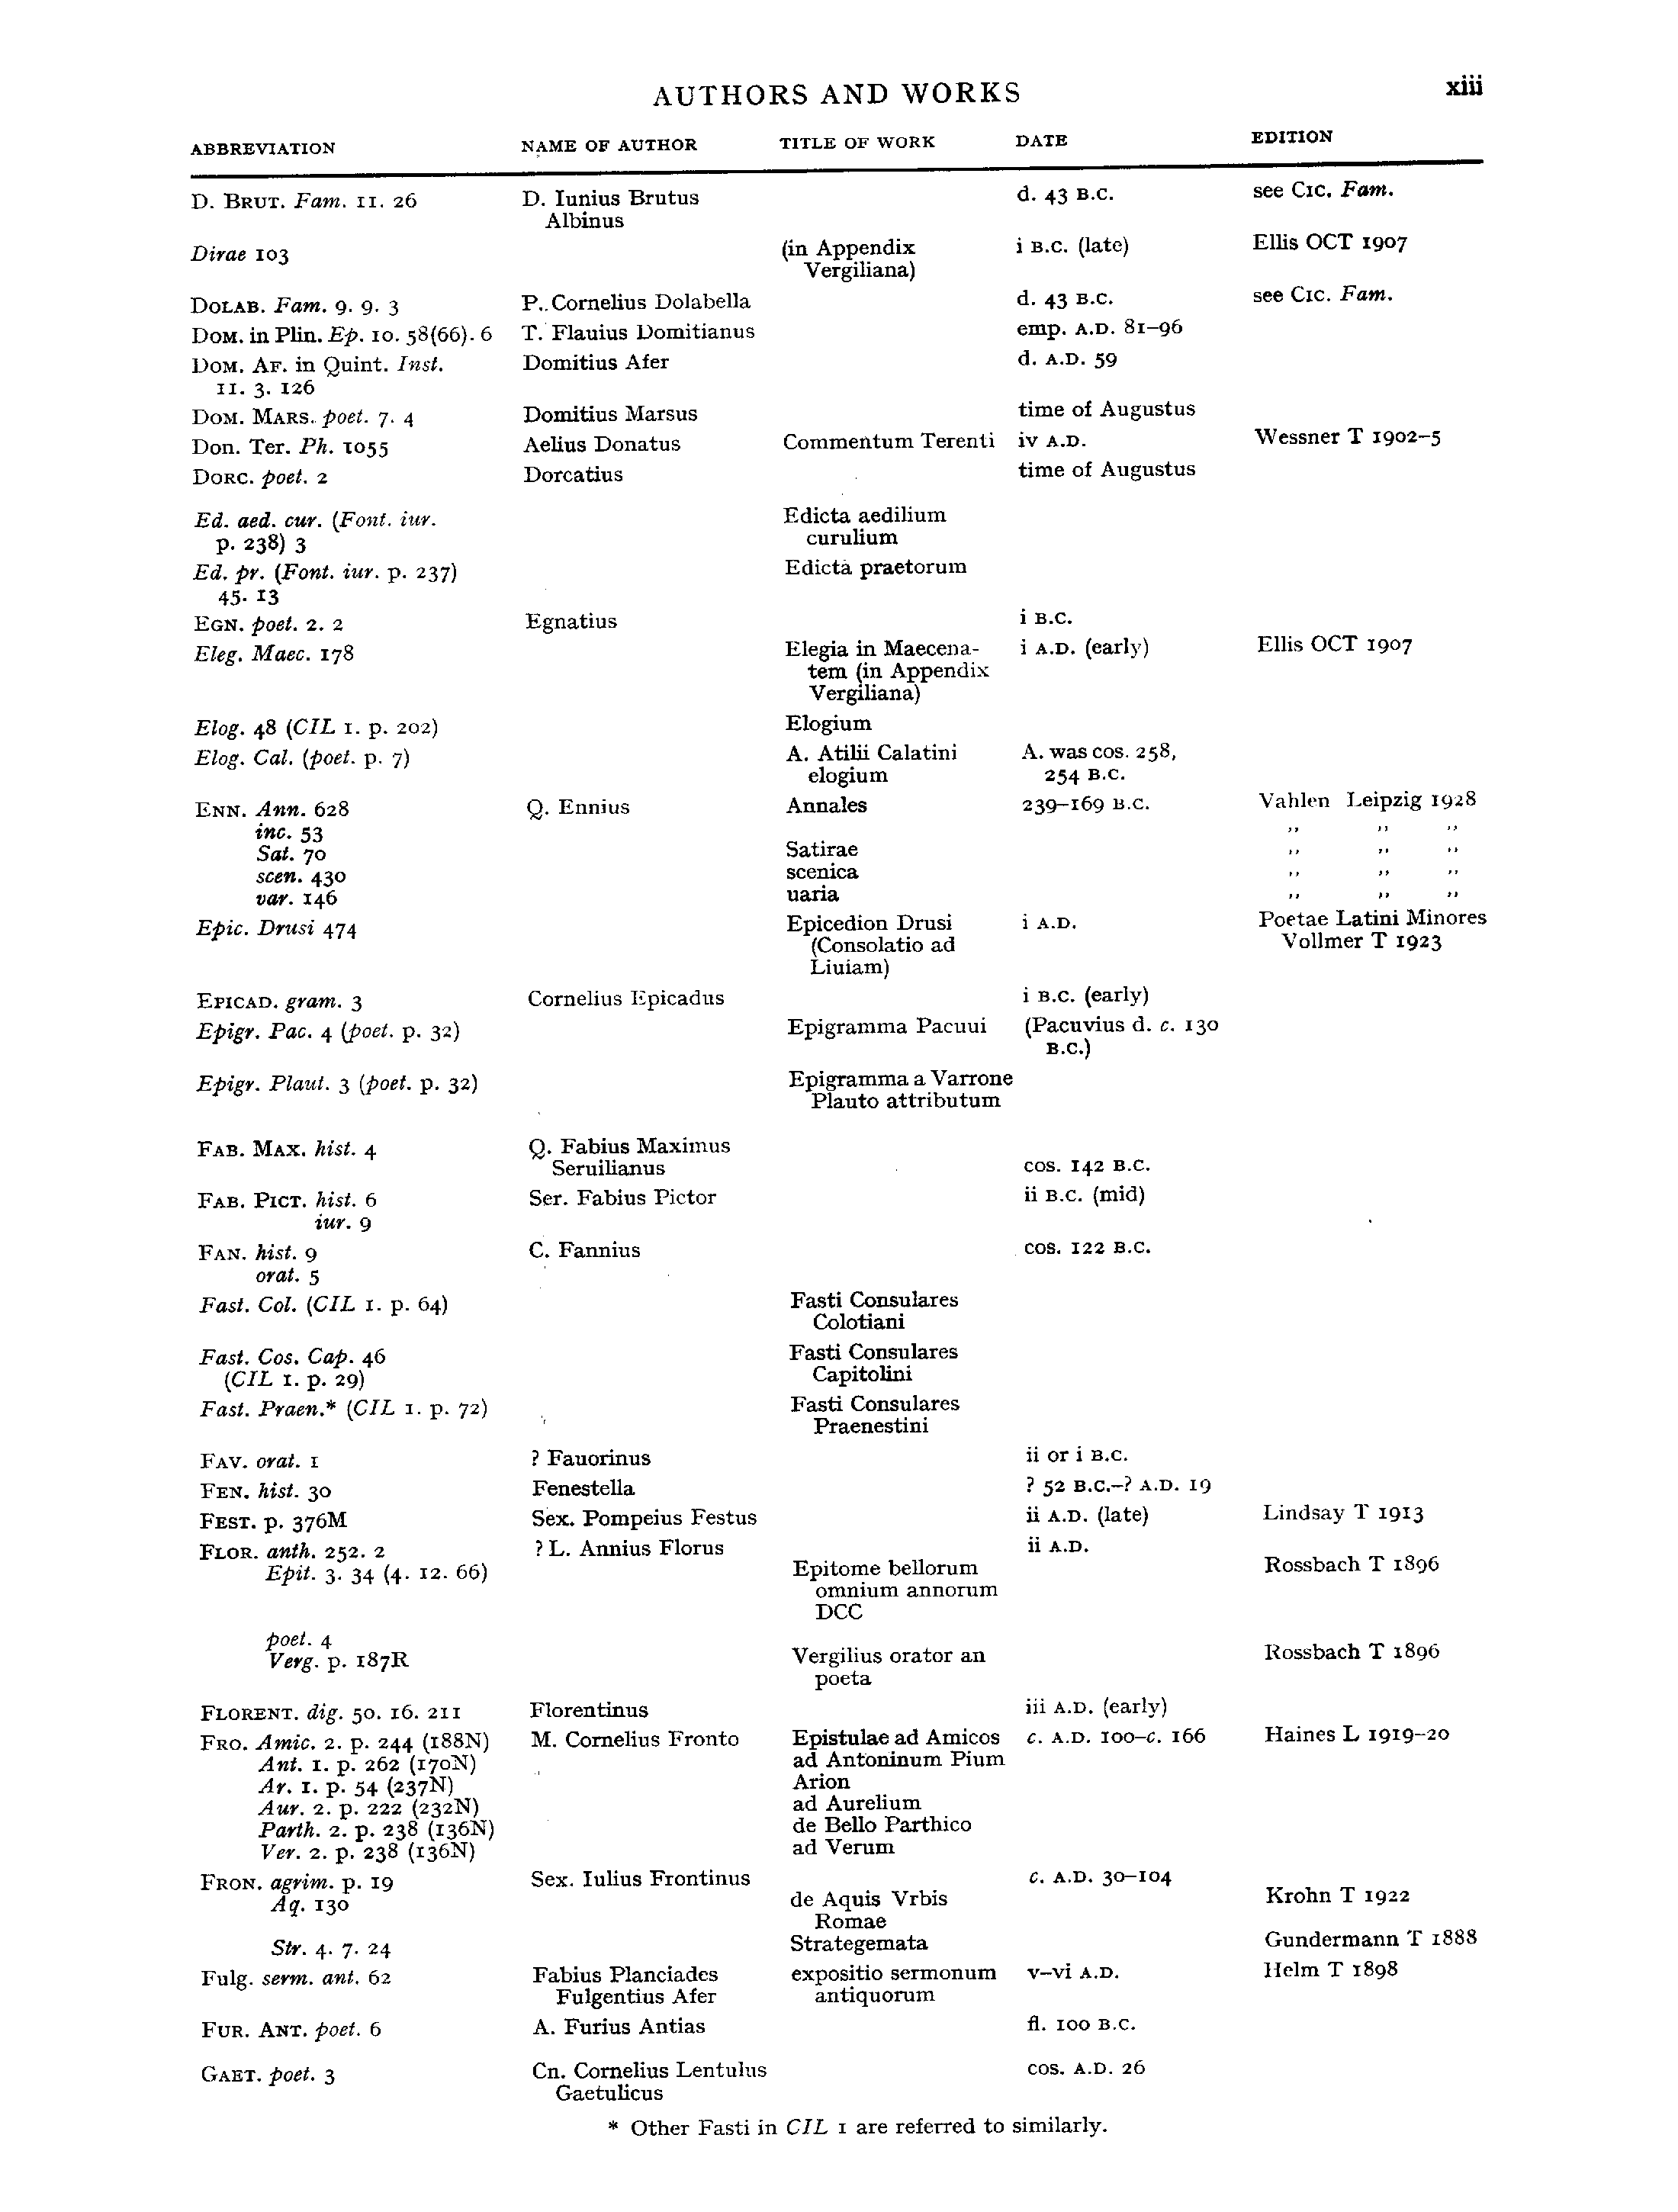 AUTHORS AND WORKS xiii
ABBREVIATION NAME OF AUTHOR TITLE OF WORK DATE EDITION
D. BRUT. Fam. 11. 26 D. Iunius Brutus d. 43 B.C. see CIC. Fam.
Albinus
Dirae 103 (in Appendix i B.C. (late) Ellis OCT 1907
Vergiliana)
DOLAB. Fam. 9. 9. 3 P. Cornelius Dolabella d. 43 B.C. see CIC. Fam.
DOM. in Plin. Ep. 10. 58(66). 6 T. Flauius Domitianus emp. A.D. 81–96
DOM. AF. in Quint. Inst. Domitius Afer d. A.D. 59
11. 3. 126
DOM. MARS. poet. 7. 4 Domitius Marsus time of Augustus
Don. Ter. Ph. 1055 Aelius Donatus Commentum Terenti iv A.D. Wessner T 1902–5
DORC. poet. 2 Dorcatius time of Augustus
Ed. aed. cur. (Font. iur. Edicta aedilium
p. 238) 3 curulium
Ed. pr. (Font. iur. p. 237) Edicta praetorum
45. 13
EGN. poet. 2. 2 Egnatius i B.C.
Eleg. Maec. 178 Elegia in Maecena- i A.D. (early) Ellis OCT 1907
tem (in Appendix
Vergiliana)
Elog. 48 (CIL 1. p. 202) Elogium
Elog. Cal. (poet. p. 7) A. Atilii Calatini A. was cos. 258,
elogium 254 B.C.
ENN. Ann. 628 Q. Ennius Annales 239–169 B.C. Vahlen Leipzig 1928
inc. 53 ,, ,, ,,
Sat. 70 Satirae ,, ,, ,,
scen. 430 scenica ,, ,, ,,
var. 146 uaria ,, ,, ,,
Epic. Drusi 474 Epicedion Drusi i A.D. Poetae Latini Minores
(Consolatio ad Vollmer T 1923
Liuiam)
EPICAD. gram. 3 Cornelius Epicadus i B.C. (early)
Epigr. Pac. 4 (poet. p. 32) Epigramma Pacuui (Pacuvius d. c. 130
B.C.)
Epigr. Plaut. 3 (poet. p. 32) Epigramma a Varrone
Plauto attributum
FAB. MAX. hist. 4 Q. Fabius Maximus
Seruilianus cos. 142 B.C.
FAB. PICT. hist. 6 Ser. Fabius Pictor ii B.C. (mid)
iur. 9
FAN. hist. 9 C. Fannius cos. 122 B.C.
orat. 5
Fast. Col. (CIL 1. p. 64) Fasti Consulares
Colotiani
Fast. Cos. Cap. 46 Fasti Consulares
(CIL 1. p. 29) Capitolini
Fast. Praen.* (CIL 1. p. 72) Fasti Consulares
Praenestini
FAV. orat. 1 ? Fauorinus ii or i B.C.
FEN. hist. 30 Fenestella ? 52 B.C.–? A.D. 19
FEST. p. 376M Sex. Pompeius Festus ii A.D. (late) Lindsay T 1913
FLOR. anth. 252. 2 ? L. Annius Florus ii A.D.
Epit. 3. 34 (4. 12. 66) Epitome bellorum Rossbach T 1896
omnium annorum
DCC
poet. 4
Verg. p. 187R Vergilius orator an Rossbach T 1896
poeta
FLORENT. dig. 50. 16. 211 Florentinus iii A.D. (early)
FRO. Amic. 2. p. 244 (188N) M. Cornelius Fronto Epistulae ad Amicos c. A.D. 100–c. 166 Haines L 1919–20
Ant. 1. p. 262 (170N) ad Antoninum Pium
Ar. 1. p. 54 (237N) Arion
Aur. 2. p. 222 (232N) ad Aurelium
Parth. 2. p. 238 (136N) de Bello Parthico
Ver. 2. p. 238 (136N) ad Verum
FRON. agrim. p. 19 Sex. Iulius Frontinus c. A.D. 30–104
Aq. 130 de Aquis Vrbis Krohn T 1922
Romae
Str. 4. 7. 24 Strategemata Gundermann T 1888
Fulg. serm. ant. 62 Fabius Planciades expositio sermonum v–vi A.D. Helm T 1898
Fulgentius Afer antiquorum
FUR. ANT. poet. 6 A. Furius Antias fl. 100 B.C.
GAET. poet. 3 Cn. Cornelius Lentulus cos. A.D. 26
Gaetulicus
* Other Fasti in CIL 1 are referred to similarly.